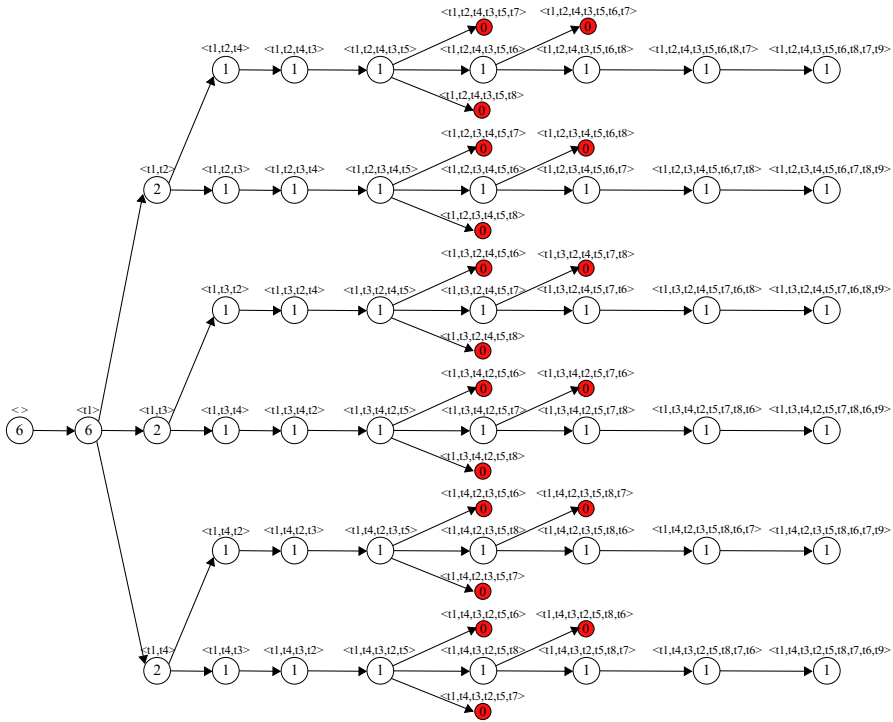 <t1,t2,t4,t3,t5,t7> <t1,t2,t4,t3,t5,t6,t7>
0 0
<t1,t2,t4> <t1,t2,t4,t3> <t1,t2,t4,t3,t5> <t1,t2,t4,t3,t5,t6> <t1,t2,t4,t3,t5,t6,t8> <t1,t2,t4,t3,t5,t6,t8,t7> <t1,t2,t4,t3,t5,t6,t8,t7,t9>
1 1 1 1 1 1 1
<t1,t2,t4,t3,t5,t8>
0
<t1,t2,t3,t4,t5,t7> <t1,t2,t3,t4,t5,t6,t8>
0 0
<t1,t2> <t1,t2,t3> <t1,t2,t3,t4> <t1,t2,t3,t4,t5> <t1,t2,t3,t4,t5,t6> <t1,t2,t3,t4,t5,t6,t7> <t1,t2,t3,t4,t5,t6,t7,t8> <t1,t2,t3,t4,t5,t6,t7,t8,t9>
2 1 1 1 1 1 1 1
<t1,t2,t3,t4,t5,t8>
0
<t1,t3,t2,t4,t5,t6> <t1,t3,t2,t4,t5,t7,t8>
0 0
<t1,t3,t2> <t1,t3,t2,t4> <t1,t3,t2,t4,t5> <t1,t3,t2,t4,t5,t7> <t1,t3,t2,t4,t5,t7,t6> <t1,t3,t2,t4,t5,t7,t6,t8> <t1,t3,t2,t4,t5,t7,t6,t8,t9>
1 1 1 1 1 1 1
<t1,t3,t2,t4,t5,t8>
0
<t1,t3,t4,t2,t5,t6> <t1,t3,t4,t2,t5,t7,t6>
0 0
< > <t1> <t1,t3> <t1,t3,t4> <t1,t3,t4,t2> <t1,t3,t4,t2,t5> <t1,t3,t4,t2,t5,t7> <t1,t3,t4,t2,t5,t7,t8> <t1,t3,t4,t2,t5,t7,t8,t6> <t1,t3,t4,t2,t5,t7,t8,t6,t9>
6 6 2 1 1 1 1 1 1 1
<t1,t3,t4,t2,t5,t8>
0
<t1,t4,t2,t3,t5,t6> <t1,t4,t2,t3,t5,t8,t7>
0 0
<t1,t4,t2> <t1,t4,t2,t3> <t1,t4,t2,t3,t5> <t1,t4,t2,t3,t5,t8> <t1,t4,t2,t3,t5,t8,t6> <t1,t4,t2,t3,t5,t8,t6,t7> <t1,t4,t2,t3,t5,t8,t6,t7,t9>
1 1 1 1 1 1 1
<t1,t4,t2,t3,t5,t7>
0
<t1,t4,t3,t2,t5,t6> <t1,t4,t3,t2,t5,t8,t6>
0 0
<t1,t4> <t1,t4,t3> <t1,t4,t3,t2> <t1,t4,t3,t2,t5> <t1,t4,t3,t2,t5,t8> <t1,t4,t3,t2,t5,t8,t7> <t1,t4,t3,t2,t5,t8,t7,t6> <t1,t4,t3,t2,t5,t8,t7,t6,t9>
2 1 1 1 1 1 1 1
<t1,t4,t3,t2,t5,t7>
0